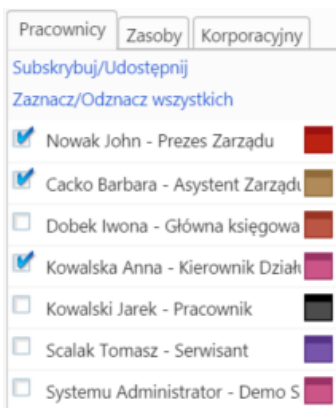 Pracownicy Zasoby Korporacyjny
Subskrybuj/Udostępnij
Zaznacz/Odznacz wszystkich
Nowak John - Prezes Zarządu
Cacko Barbara - Asystent Zarządu
Dobek Iwona - Główna księgowa
Kowalska Anna - Kierownik Działu
Kowalski Jarek - Pracownik
Scalak Tomasz - Serwisant
Systemu Administrator - Demo S